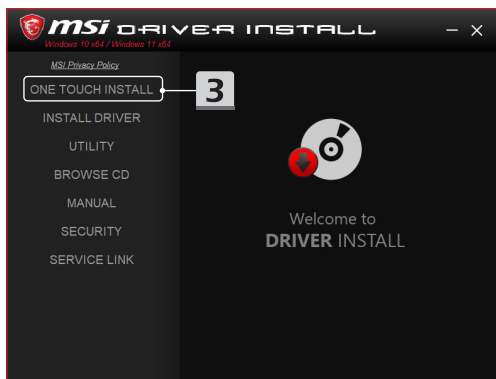 msi DRIVER INSTALL
Windows 10 x64 / Windows 11 x64
MSI Privacy Policy
ONE TOUCH INSTALL
3
INSTALL DRIVER
UTILITY
BROWSE CD
MANUAL
SECURITY
SERVICE LINK
Welcome to
DRIVER INSTALL